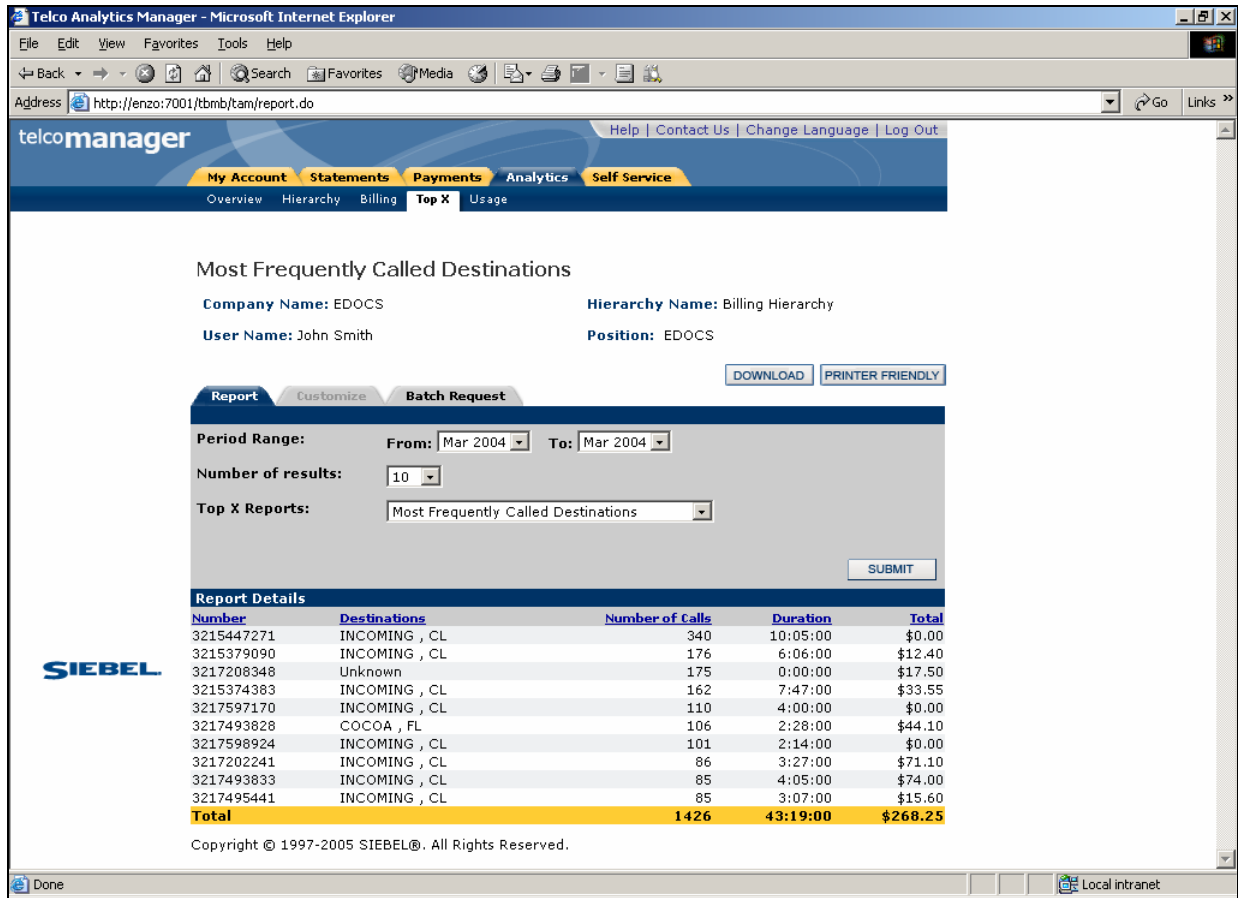 Telco Analytics Manager - Microsoft Internet Explorer
File Edit View Favorites Tools Help
Back Search Favorites Media
Address http://enzo:7001/tbmb/tam/report.do Go Links »
telcomanager
Help | Contact Us | Change Language | Log Out
My Account Statements Payments Analytics Self Service
Overview Hierarchy Billing Top X Usage
Most Frequently Called Destinations
Company Name: EDOCS Hierarchy Name: Billing Hierarchy
User Name: John Smith Position: EDOCS
DOWNLOAD PRINTER FRIENDLY
Report Customize Batch Request
Period Range: From: Mar 2004 To: Mar 2004
Number of results: 10
Top X Reports: Most Frequently Called Destinations
SUBMIT
Report Details
Number Destinations Number of Calls Duration Total
3215447271 INCOMING , CL 340 10:05:00 $0.00
3215379090 INCOMING , CL 176 6:06:00 $12.40
SIEBEL.
3217208348 Unknown 175 0:00:00 $17.50
3215374383 INCOMING , CL 162 7:47:00 $33.55
3217597170 INCOMING , CL 110 4:00:00 $0.00
3217493828 COCOA , FL 106 2:28:00 $44.10
3217598924 INCOMING , CL 101 2:14:00 $0.00
3217202241 INCOMING , CL 86 3:27:00 $71.10
3217493833 INCOMING , CL 85 4:05:00 $74.00
3217495441 INCOMING , CL 85 3:07:00 $15.60
Total 1426 43:19:00 $268.25
Copyright © 1997-2005 SIEBEL®. All Rights Reserved.
Done Local intranet